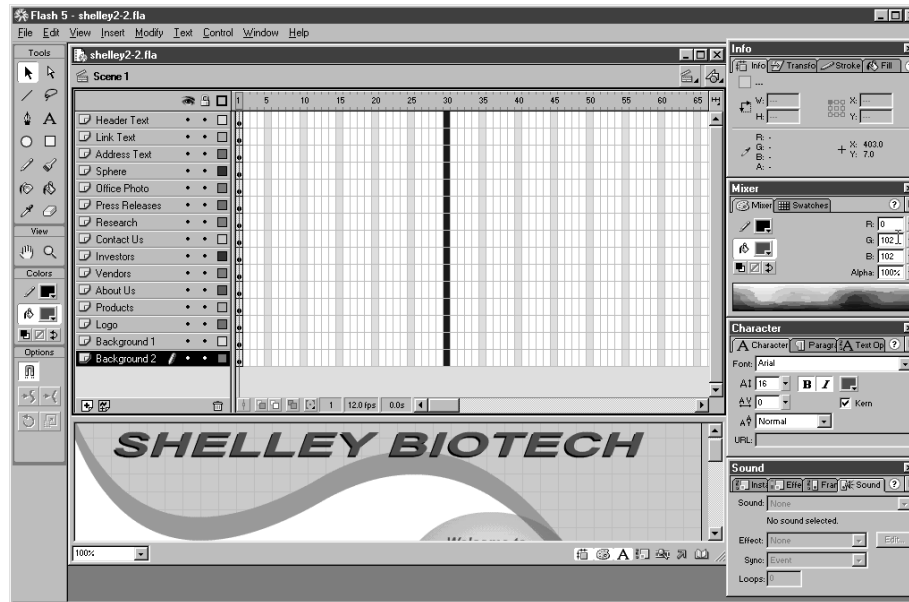 Flash 5 - shelley2-2.fla
File Edit View Insert Modify Text Control Window Help
Tools
View
Colors
Options
shelley2-2.fla
Scene 1
1 5 10 15 20 25 30 35 40 45 50 55 60 65
Header Text
Link Text
Address Text
Sphere
Office Photo
Press Releases
Research
Contact Us
Investors
Vendors
About Us
Products
Logo
Background 1
Background 2
1 12.0 fps 0.0s
SHELLEY BIOTECH
Welcome to
100%
Info
Info Transfo Stroke Fill
...
W: X:
H: Y:
R: -
G: - X: 403.0
B: - Y: 7.0
A: -
Mixer
Mixer Swatches ?
R: 0
G: 102
B: 102
Alpha: 100%
Character
Character Paragr Text Op ?
Font: Arial
16 B I
0 Kern
Normal
URL:
Sound
Inst Effe Frar Sound ?
Sound: None
No sound selected.
Effect: None Edit...
Sync: Event
Loops: 0